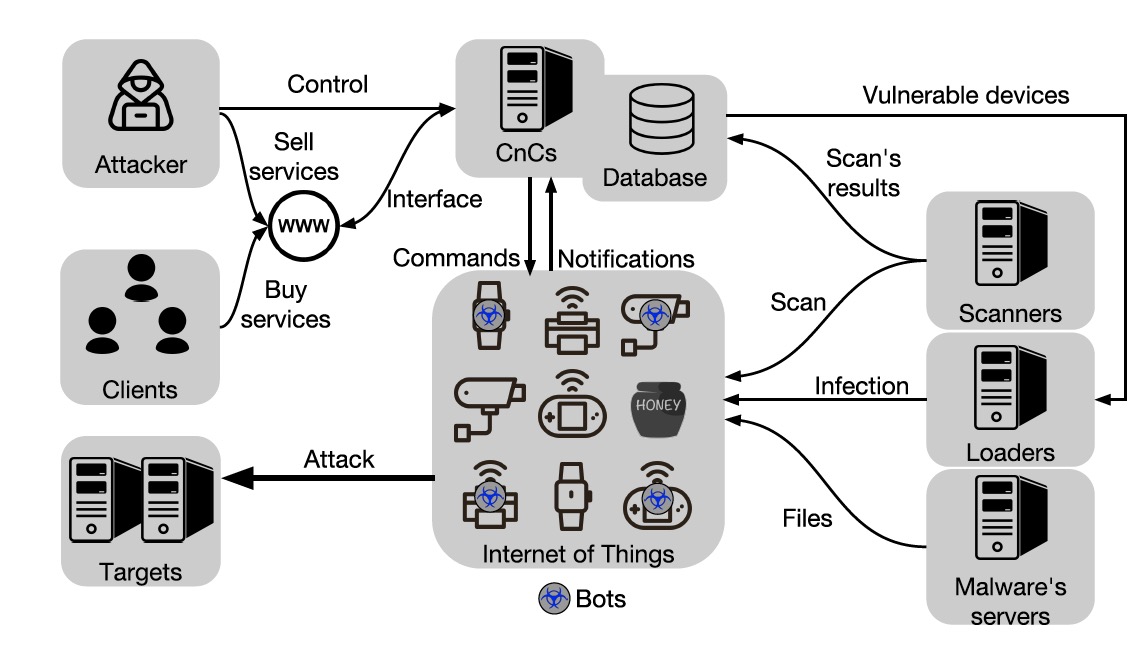 Control
Vulnerable devices
Attacker
Sell
services
CnCs
Database
Scan's
results
www
Interface
Commands
Notifications
Buy
services
Scan
Scanners
Clients
Infection
HONEY
Loaders
Attack
Files
Internet of Things
Targets
Malware's
servers
Bots